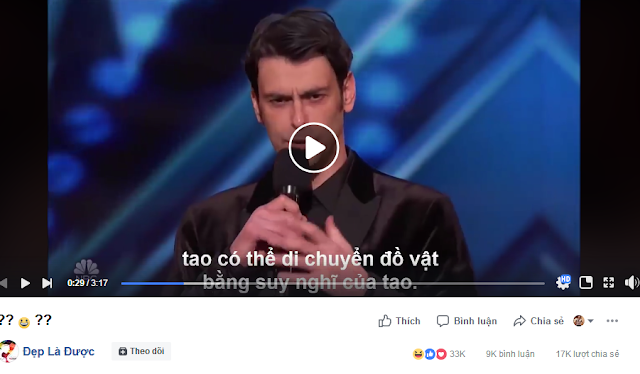 tao có thể di chuyển đồ vật
bằng suy nghĩ của tao.
0:29 / 3:17
HD
?? ??
Thích
Bình luận
Chia sẻ
Đẹp Là Được
Theo dõi
33K
9K bình luận
17K lượt chia sẻ